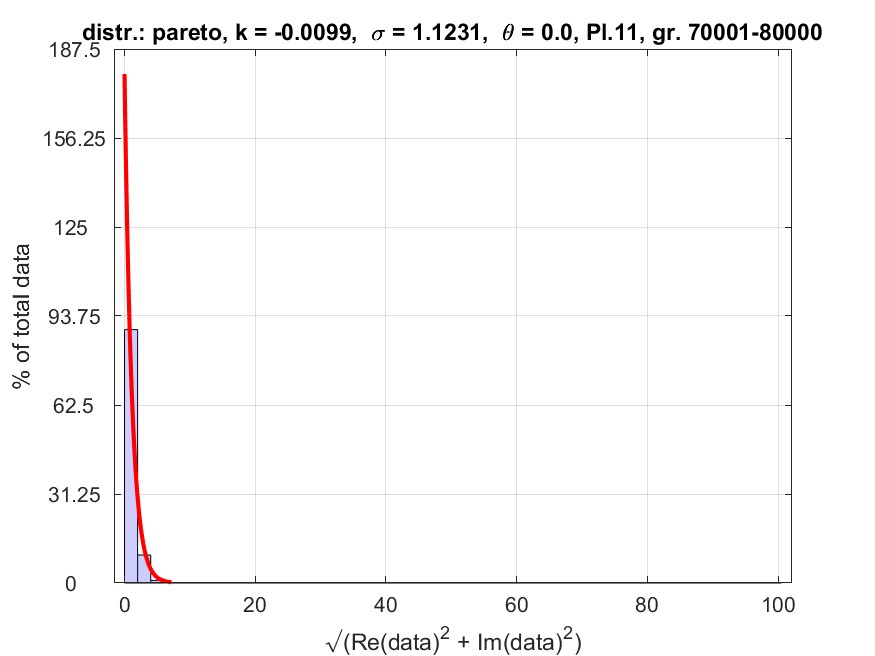 distr.: pareto, k = -0.0099, σ = 1.1231, θ = 0.0, Pl.11, gr. 70001-80000
187.5
156.25
125
93.75
62.5
31.25
0
% of total data
0 20 40 60 80 100
√(Re(data)² + Im(data)²)